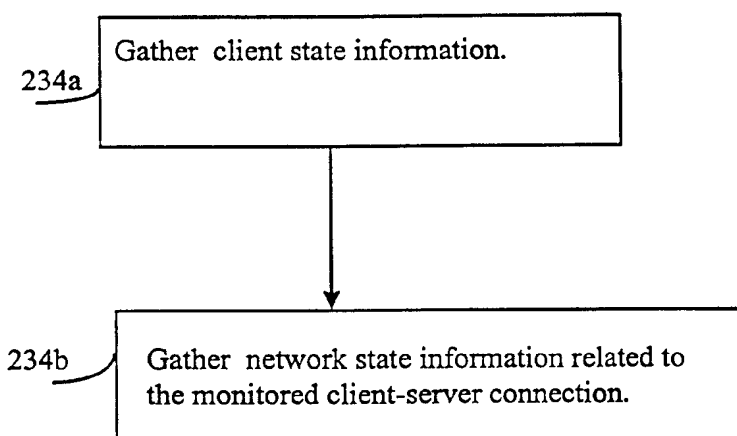 Gather client state information.
234a
234b
Gather network state information related to
the monitored client-server connection.